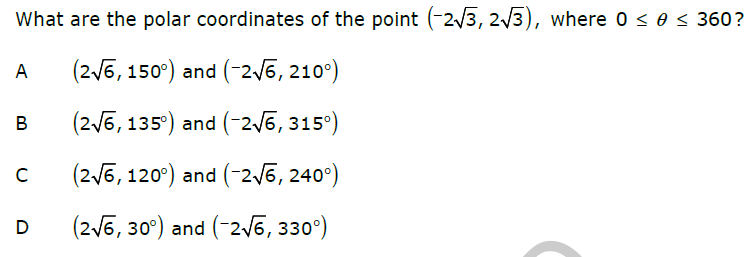 What are the polar coordinates of the point (⁻2√3, 2√3), where 0 ≤ θ ≤ 360?
A (2√6, 150°) and (⁻2√6, 210°)
B (2√6, 135°) and (⁻2√6, 315°)
C (2√6, 120°) and (⁻2√6, 240°)
D (2√6, 30°) and (⁻2√6, 330°)